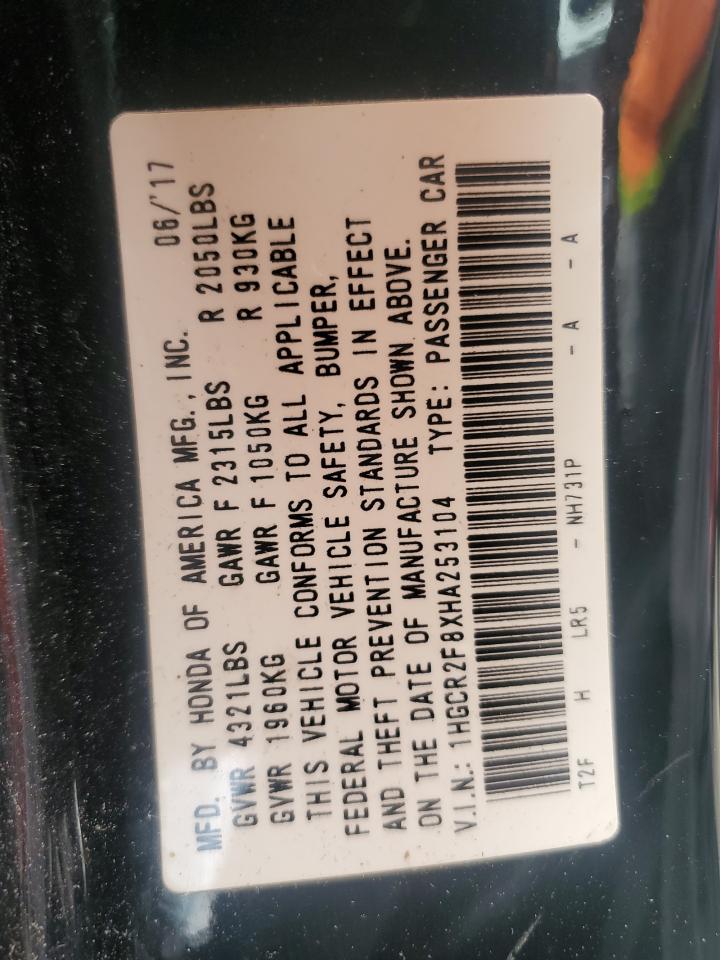 MFD. BY HONDA OF AMERICA MFG., INC. 06/'17
GVWR 4321LBS GAWR F 2315LBS R 2050LBS
GVWR 1960KG GAWR F 1050KG R 930KG
THIS VEHICLE CONFORMS TO ALL APPLICABLE
FEDERAL MOTOR VEHICLE SAFETY, BUMPER,
AND THEFT PREVENTION STANDARDS IN EFFECT
ON THE DATE OF MANUFACTURE SHOWN ABOVE.
V.I.N.: 1HGCR2F8XHA253104 TYPE: PASSENGER CAR
T2F H LR5 - NH731P - A - A